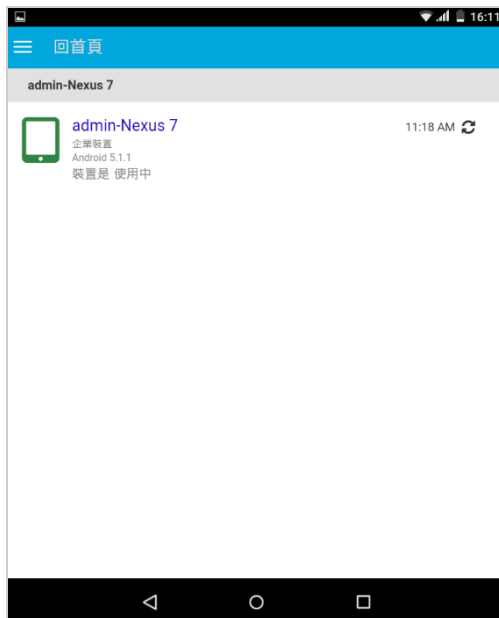 16:11
回首頁
admin-Nexus 7
admin-Nexus 7
11:18 AM
企業裝置
Android 5.1.1
裝置是 使用中